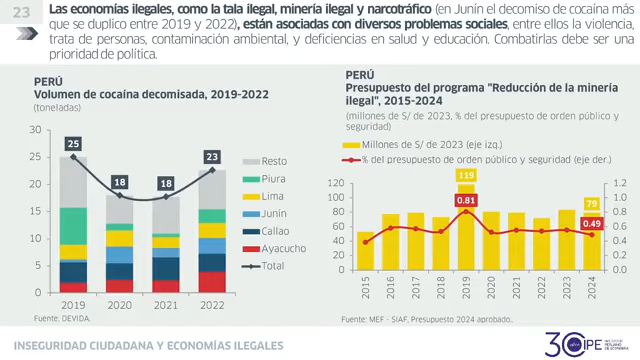 23
Las economías ilegales, como la tala ilegal, minería ilegal y narcotráfico (en Junín el decomiso de cocaína más
que se duplico entre 2019 y 2022), están asociadas con diversos problemas sociales, entre ellos la violencia,
trata de personas, contaminación ambiental, y deficiencias en salud y educación. Combatirlas debe ser una
prioridad de política.
PERÚ
Volumen de cocaína decomisada, 2019-2022
(toneladas)
30
25
20
15
10
5
0
25
18
18
23
Resto
Piura
Lima
Junín
Callao
Ayacucho
Total
2019
2020
2021
2022
Fuente: DEVIDA.
PERÚ
Presupuesto del programa "Reducción de la minería
ilegal", 2015-2024
(millones de S/ de 2023, % del presupuesto de orden público y
seguridad)
Millones de S/ de 2023 (eje izq.)
% del presupuesto de orden público y seguridad (eje der.)
120
100
80
60
40
20
0
119
0.81
79
0.49
1.2
1.0
0.8
0.6
0.4
0.2
0.0
2015
2016
2017
2018
2019
2020
2021
2022
2023
2024
Fuente: MEF - SIAF, Presupuesto 2024 aprobado..
INSEGURIDAD CIUDADANA Y ECONOMÍAS ILEGALES
30
IPE
INSTITUTO
PERUANO
DE ECONOMÍA